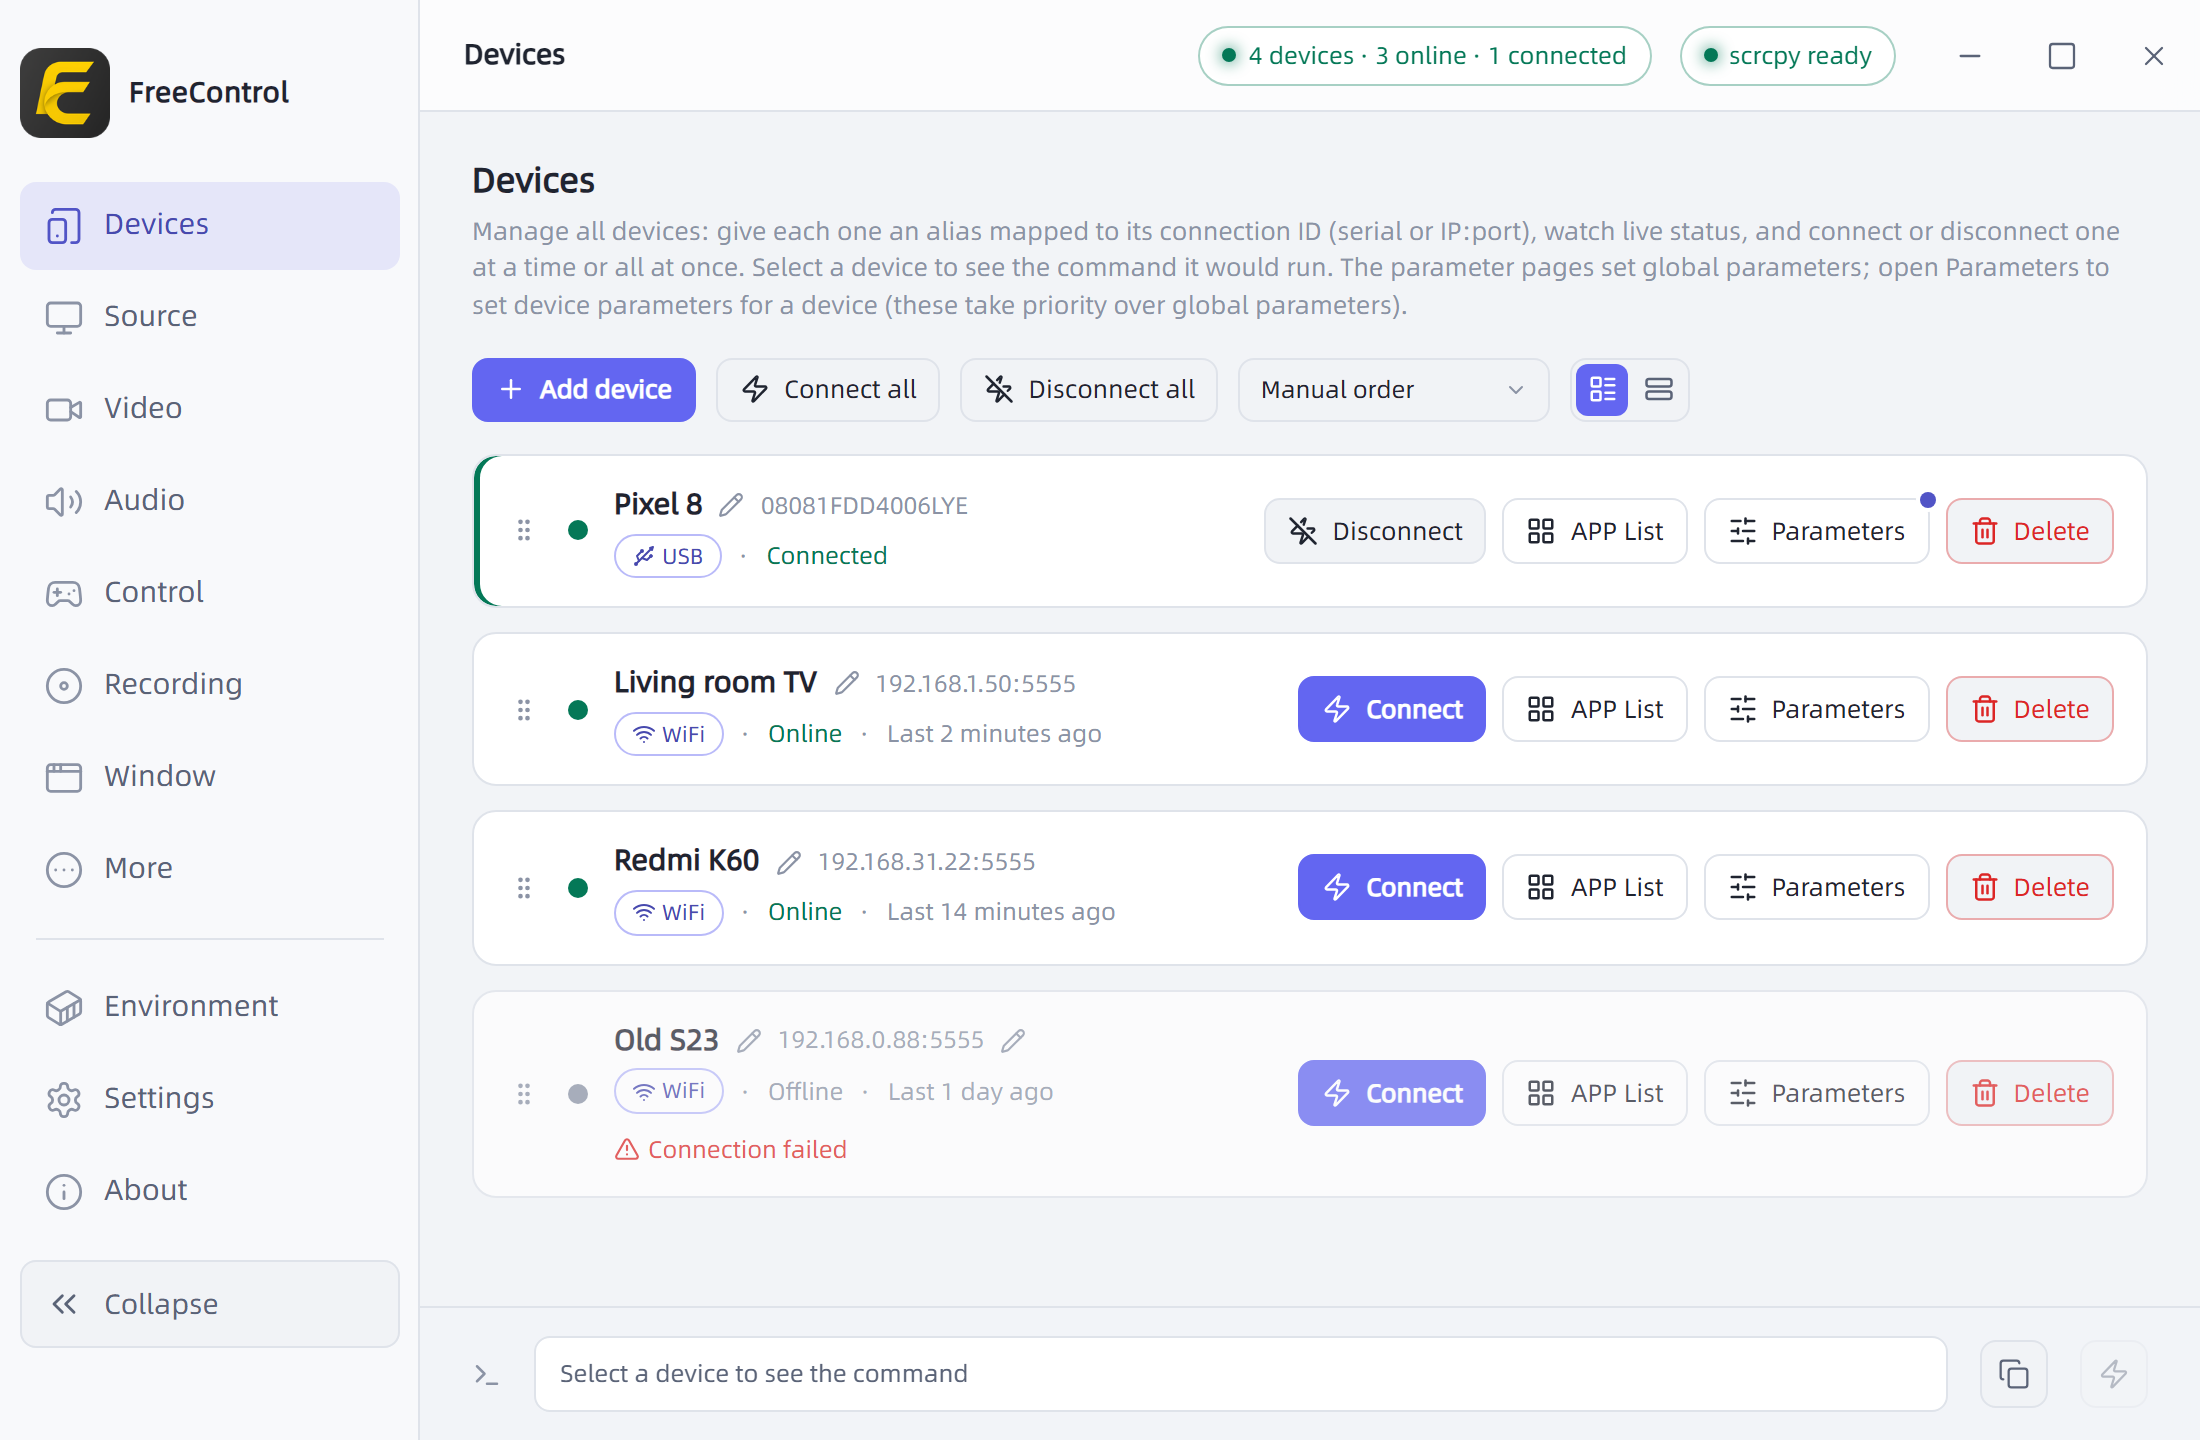 FreeControl
Devices
Source
Video
Audio
Control
Recording
Window
More
Environment
Settings
About
Collapse
Devices
4 devices · 3 online · 1 connected
scrcpy ready
Devices
Manage all devices: give each one an alias mapped to its connection ID (serial or IP:port), watch live status, and connect or disconnect one
at a time or all at once. Select a device to see the command it would run. The parameter pages set global parameters; open Parameters to
set device parameters for a device (these take priority over global parameters).
Add device
Connect all
Disconnect all
Manual order
Pixel 8 08081FDD4006LYE
USB · Connected
Disconnect
APP List
Parameters
Delete
Living room TV 192.168.1.50:5555
WiFi · Online · Last 2 minutes ago
Connect
APP List
Parameters
Delete
Redmi K60 192.168.31.22:5555
WiFi · Online · Last 14 minutes ago
Connect
APP List
Parameters
Delete
Old S23 192.168.0.88:5555
WiFi · Offline · Last 1 day ago
Connection failed
Connect
APP List
Parameters
Delete
Select a device to see the command